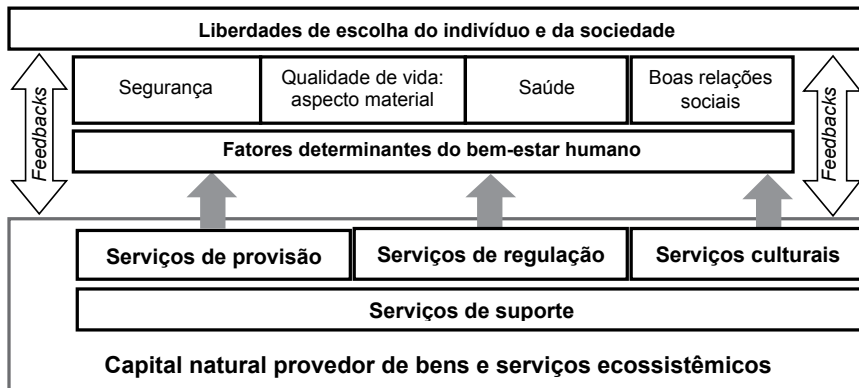 Liberdades de escolha do indivíduo e da sociedade
Feedbacks
Segurança
Qualidade de vida:
aspecto material
Saúde
Boas relações
sociais
Feedbacks
Fatores determinantes do bem-estar humano
Serviços de provisão
Serviços de regulação
Serviços culturais
Serviços de suporte
Capital natural provedor de bens e serviços ecossistêmicos